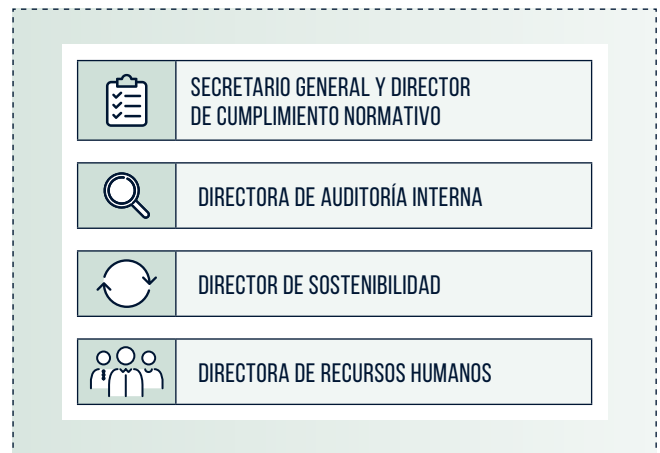 SECRETARIO GENERAL Y DIRECTOR
DE CUMPLIMIENTO NORMATIVO
DIRECTORA DE AUDITORÍA INTERNA
DIRECTOR DE SOSTENIBILIDAD
DIRECTORA DE RECURSOS HUMANOS